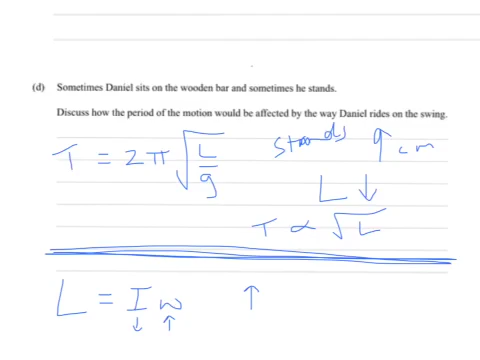 (d) Sometimes Daniel sits on the wooden bar and sometimes he stands.
Discuss how the period of the motion would be affected by the way Daniel rides on the swing.
T = 2π √(L/g) stands ↑ cm
L ↓
T ∝ √L
L = I ω ↑
↓ ↑